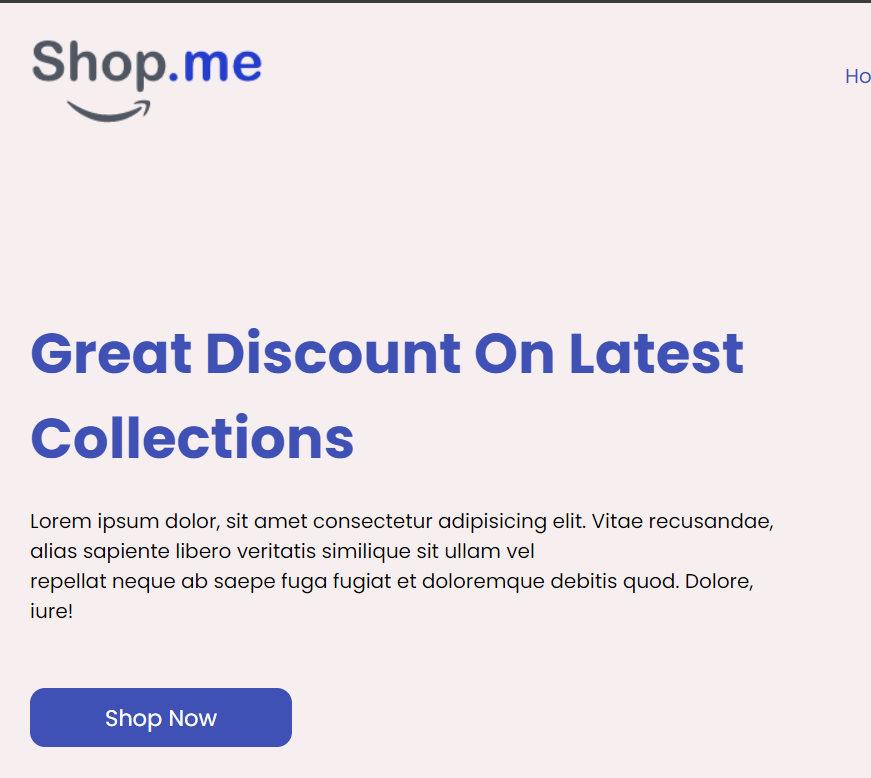 Shop.me
Ho
Great Discount On Latest
Collections
Lorem ipsum dolor, sit amet consectetur adipisicing elit. Vitae recusandae,
alias sapiente libero veritatis similique sit ullam vel
repellat neque ab saepe fuga fugiat et doloremque debitis quod. Dolore,
iure!
Shop Now